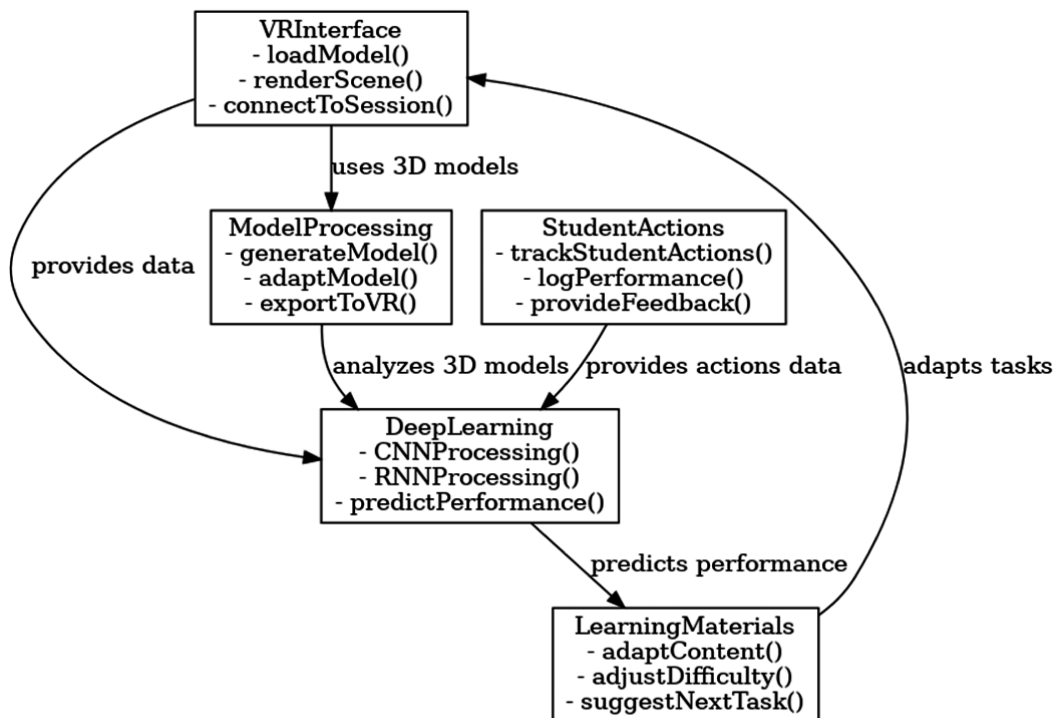 VRInterface
- loadModel()
- renderScene()
- connectToSession()
uses 3D models
provides data
ModelProcessing
- generateModel()
- adaptModel()
- exportToVR()
StudentActions
- trackStudentActions()
- logPerformance()
- provideFeedback()
analyzes 3D models
provides actions data
adapts tasks
DeepLearning
- CNNProcessing()
- RNNProcessing()
- predictPerformance()
predicts performance
LearningMaterials
- adaptContent()
- adjustDifficulty()
- suggestNextTask()